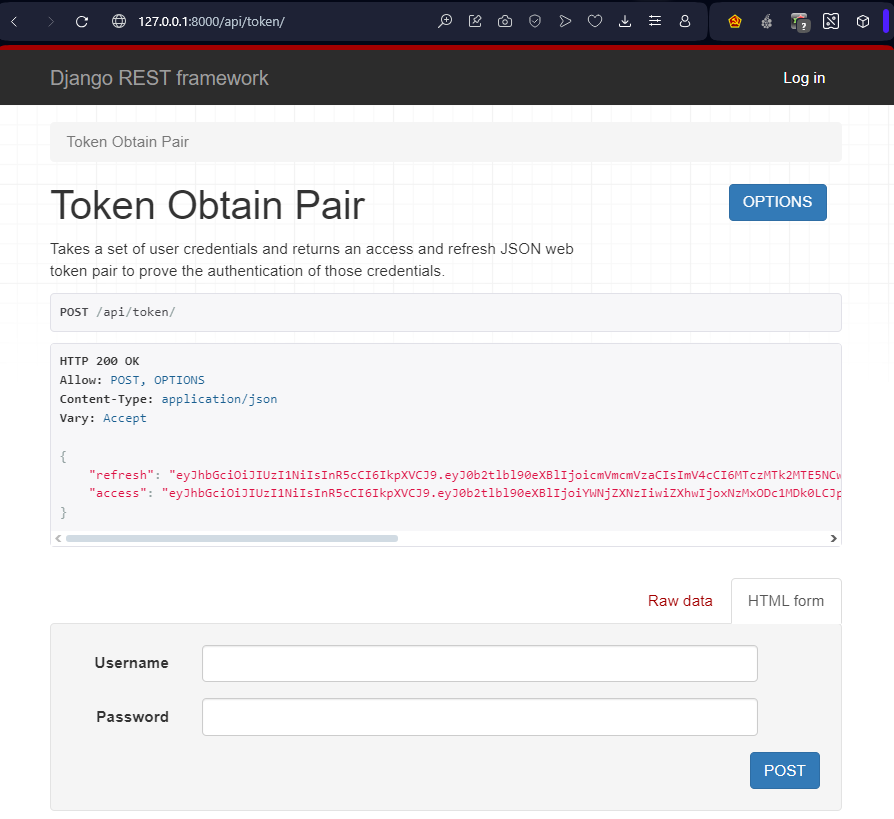 127.0.0.1:8000/api/token/
Django REST framework
Log in
Token Obtain Pair
Token Obtain Pair
OPTIONS
Takes a set of user credentials and returns an access and refresh JSON web
token pair to prove the authentication of those credentials.
POST /api/token/
HTTP 200 OK
Allow: POST, OPTIONS
Content-Type: application/json
Vary: Accept
{
"refresh": "eyJhbGciOiJIUzI1NiIsInR5cCI6IkpXVCJ9.eyJ0b2tlbl90eXBlIjoicmVmcmVzaCIsImV4cCI6MTczMTk2MTE5NCw
"access": "eyJhbGciOiJIUzI1NiIsInR5cCI6IkpXVCJ9.eyJ0b2tlbl90eXBlIjoiYWNjZXNzIiwiZXhwIjoxNzMxODc1MDk0LCJp
}
Raw data
HTML form
Username
Password
POST